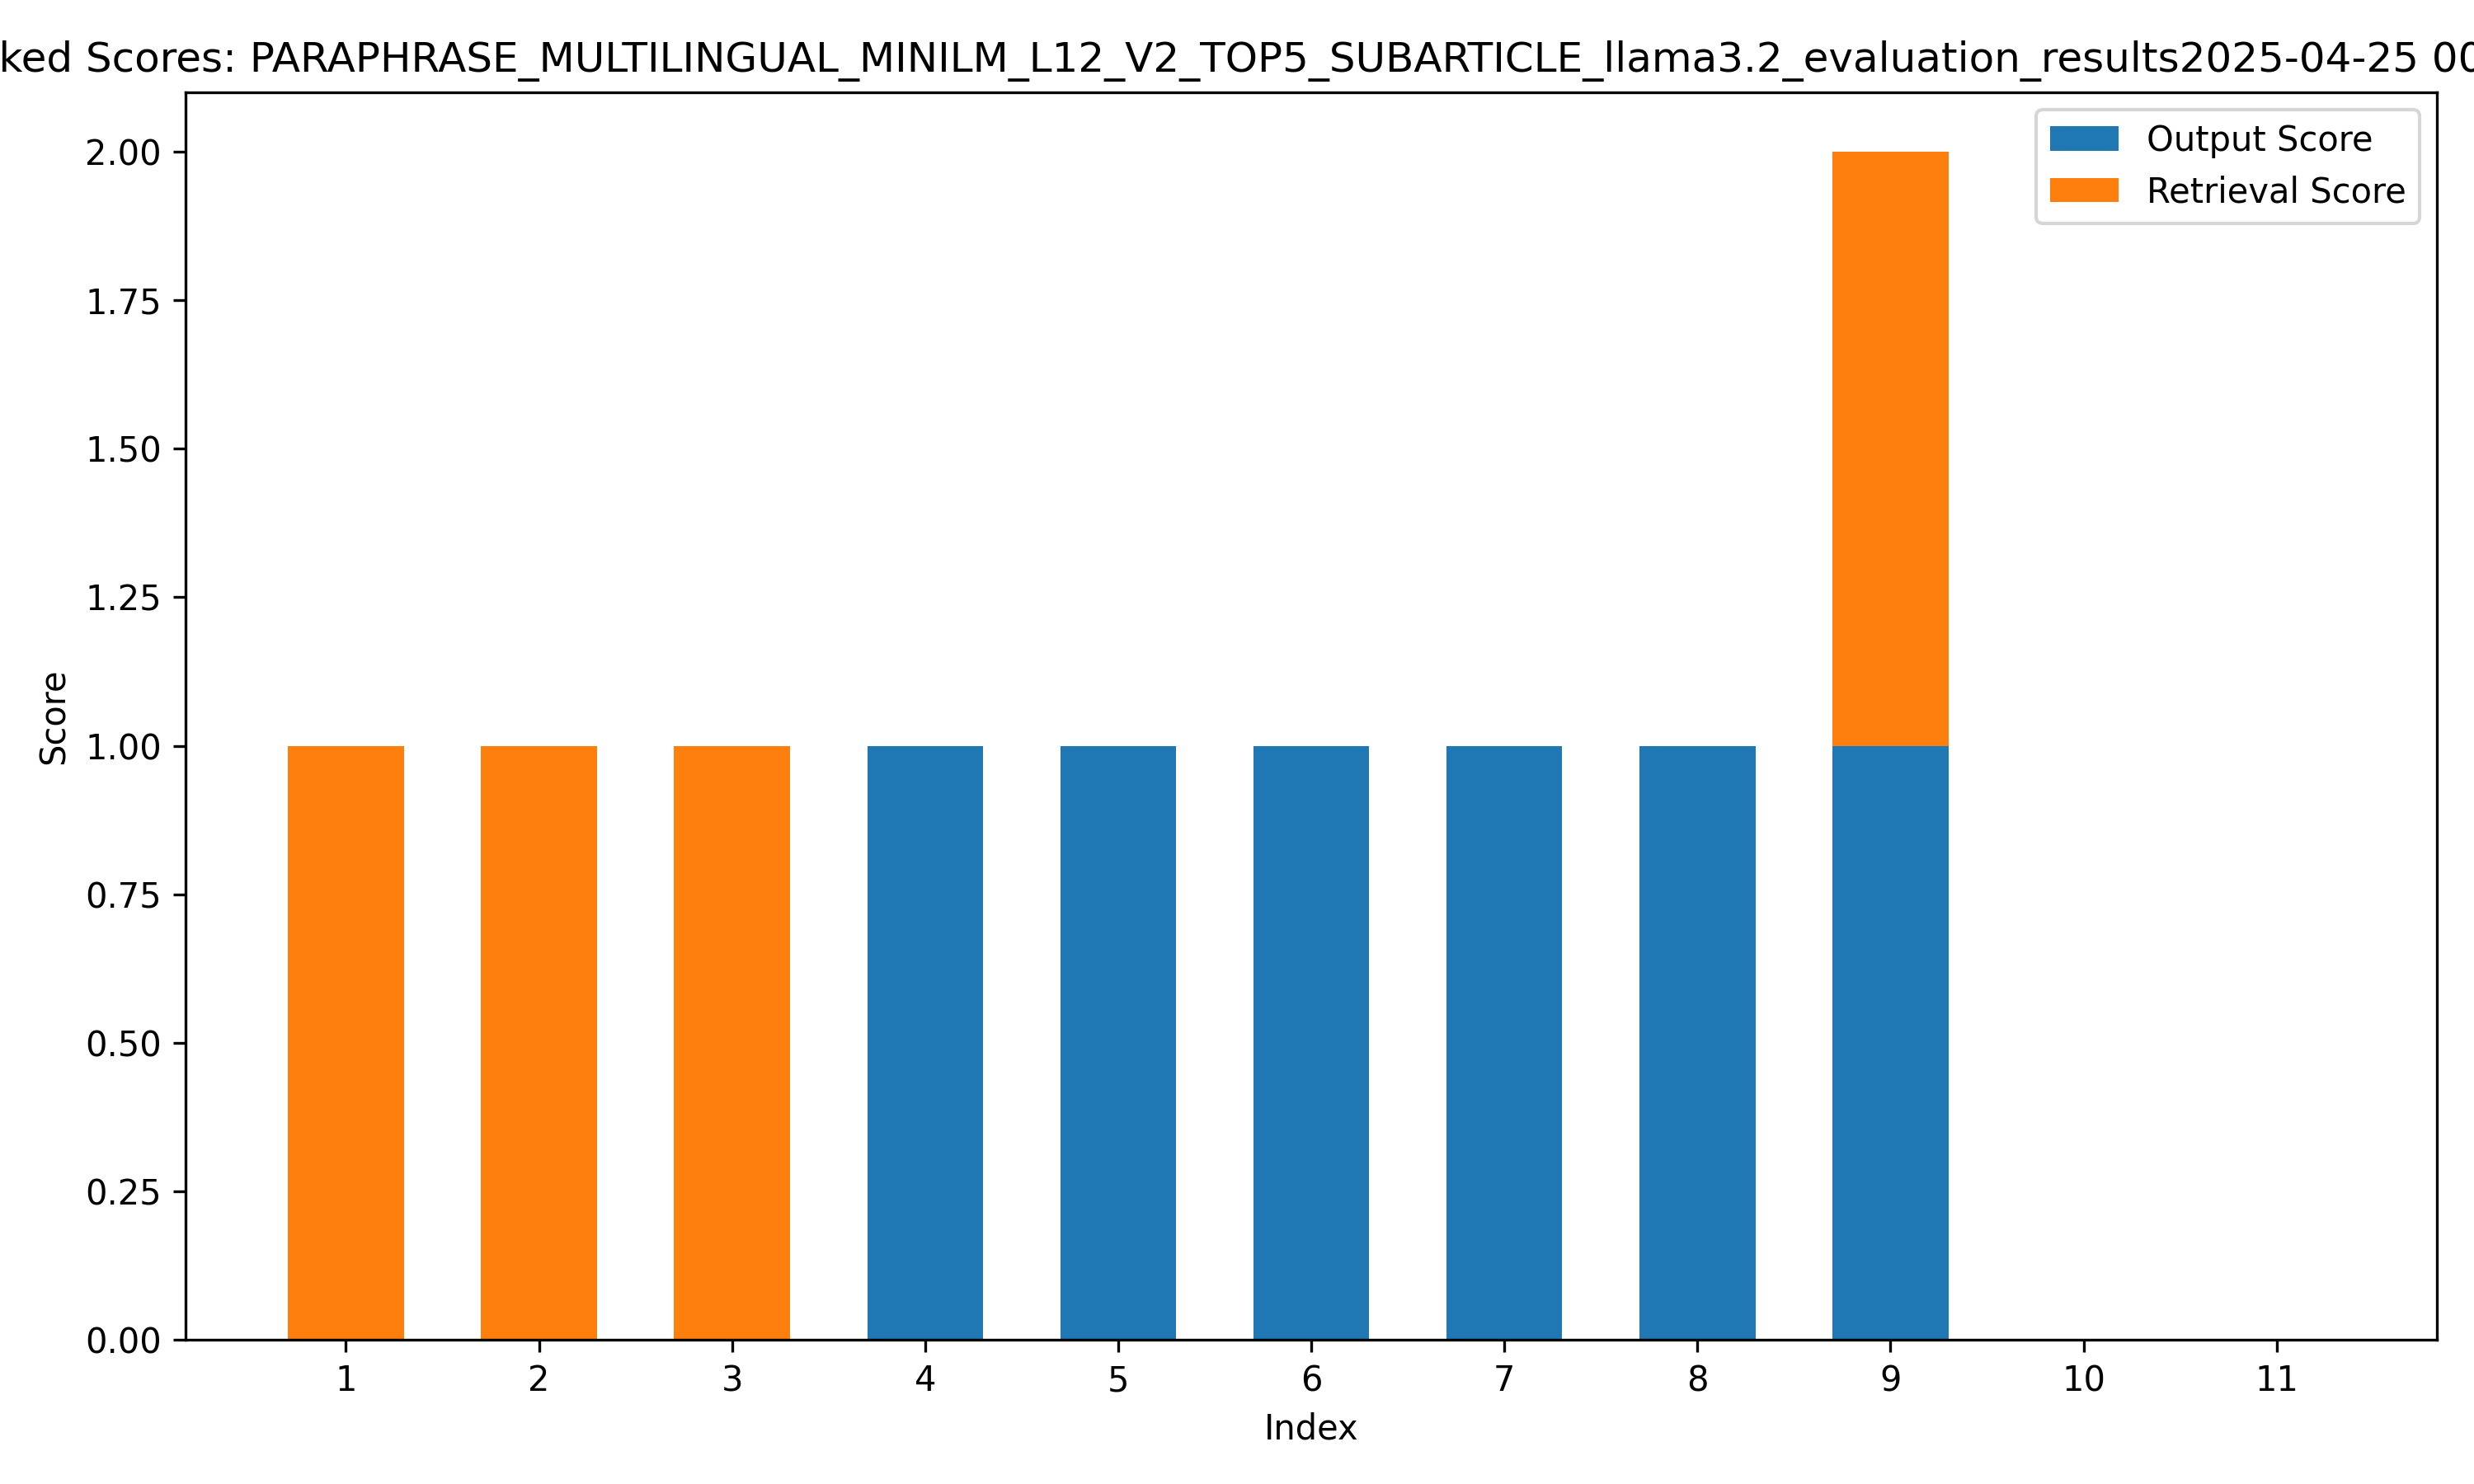 ked Scores: PARAPHRASE_MULTILINGUAL_MINILM_L12_V2_TOP5_SUBARTICLE_llama3.2_evaluation_results2025-04-25 00
Output Score
Retrieval Score
2.00
1.75
1.50
1.25
1.00
0.75
0.50
0.25
0.00
Score
1 2 3 4 5 6 7 8 9 10 11
Index